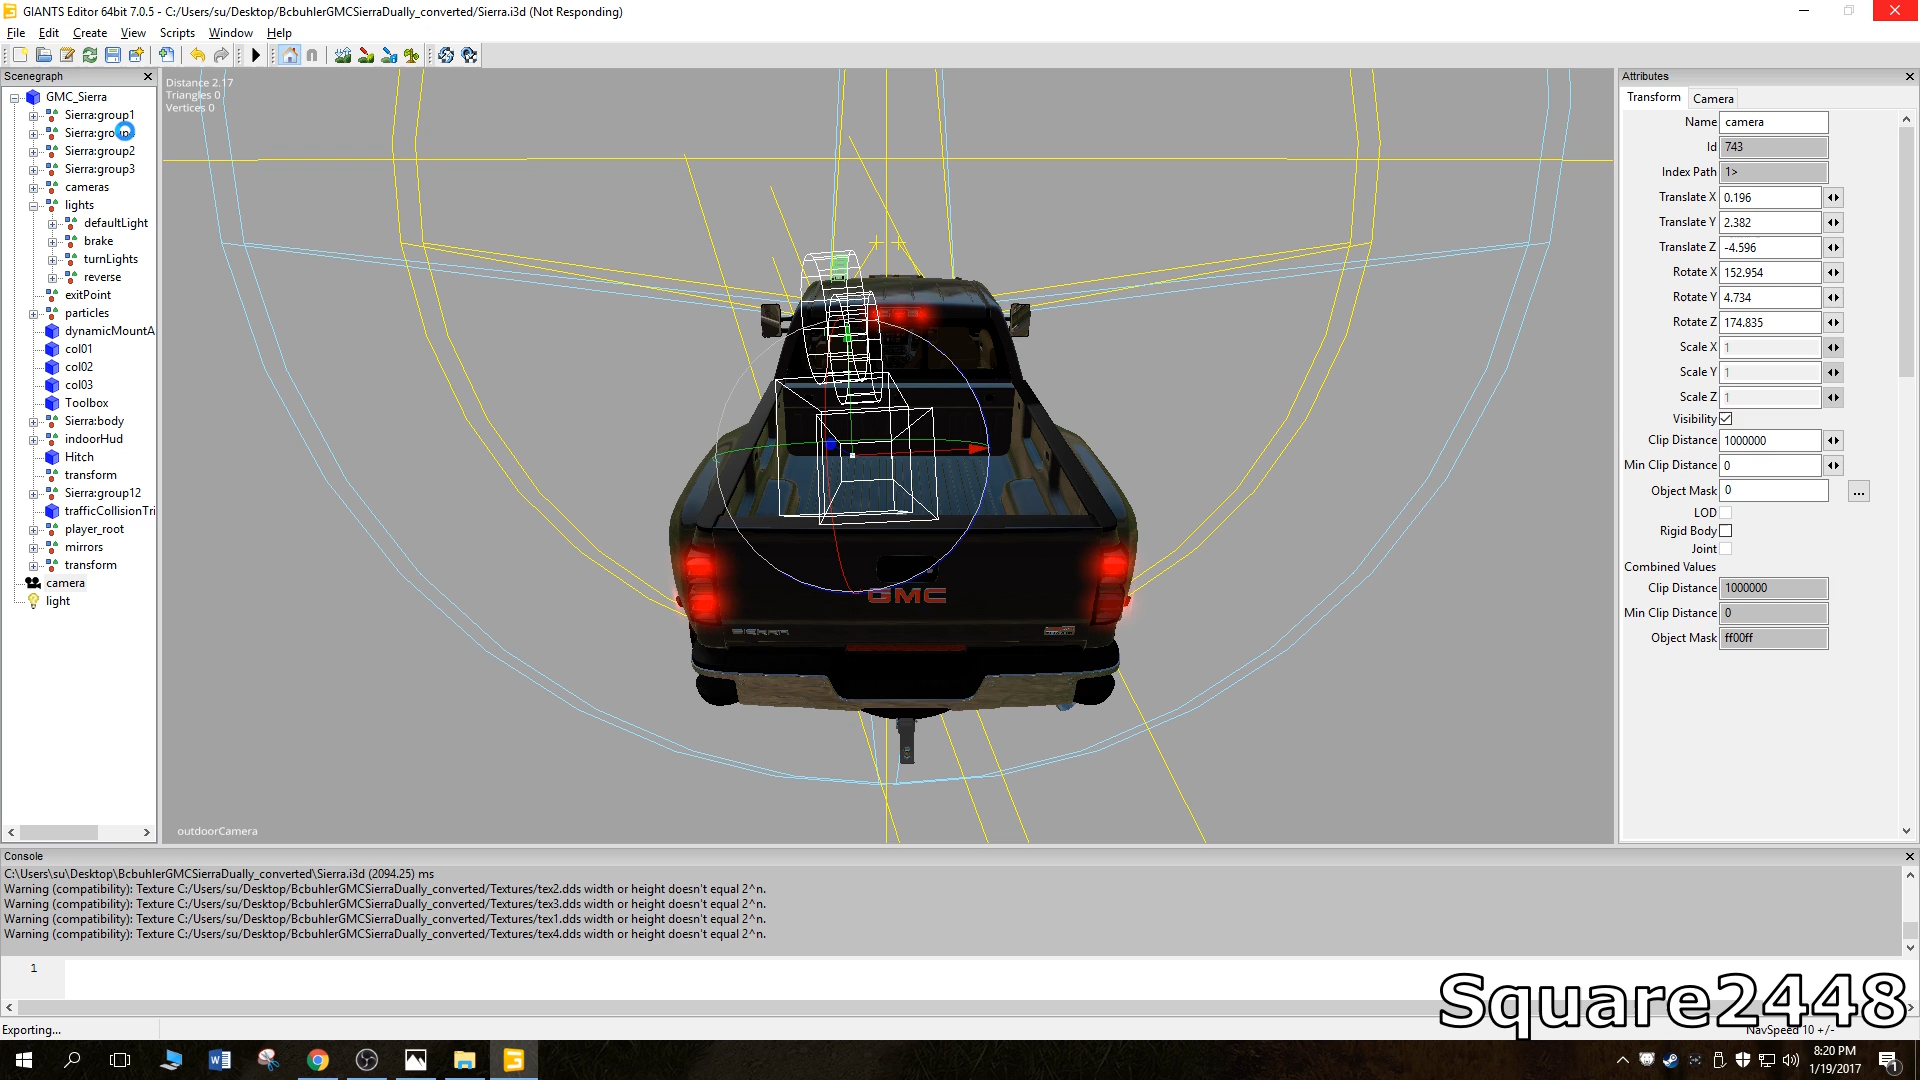 GIANTS Editor 64bit 7.0.5 - C:/Users/su/Desktop/BcbuhlerGMCSierraDually_converted/Sierra.i3d (Not Responding)
File Edit Create View Scripts Window Help
Scenegraph
GMC_Sierra
Sierra:group1
Sierra:group
Sierra:group2
Sierra:group3
cameras
lights
defaultLight
brake
turnLights
reverse
exitPoint
particles
dynamicMountA
col01
col02
col03
Toolbox
Sierra:body
indoorHud
Hitch
transform
Sierra:group12
trafficCollisionTri
player_root
mirrors
transform
camera
light
Distance 2.17
Triangles 0
Vertices 0
GMC
SIERRA
outdoorCamera
Attributes
Transform Camera
Name camera
Id 743
Index Path 1>
Translate X 0.196
Translate Y 2.382
Translate Z -4.596
Rotate X 152.954
Rotate Y 4.734
Rotate Z 174.835
Scale X 1
Scale Y 1
Scale Z 1
Visibility
Clip Distance 1000000
Min Clip Distance 0
Object Mask 0 ...
LOD
Rigid Body
Joint
Combined Values
Clip Distance 1000000
Min Clip Distance 0
Object Mask ff00ff
Console
C:\Users\su\Desktop\BcbuhlerGMCSierraDually_converted\Sierra.i3d (2094.25) ms
Warning (compatibility): Texture C:/Users/su/Desktop/BcbuhlerGMCSierraDually_converted/Textures/tex2.dds width or height doesn't equal 2^n.
Warning (compatibility): Texture C:/Users/su/Desktop/BcbuhlerGMCSierraDually_converted/Textures/tex3.dds width or height doesn't equal 2^n.
Warning (compatibility): Texture C:/Users/su/Desktop/BcbuhlerGMCSierraDually_converted/Textures/tex1.dds width or height doesn't equal 2^n.
Warning (compatibility): Texture C:/Users/su/Desktop/BcbuhlerGMCSierraDually_converted/Textures/tex4.dds width or height doesn't equal 2^n.
1
Square2448
Exporting...
NavSpeed 10 +/-
8:20 PM
1/19/2017
1